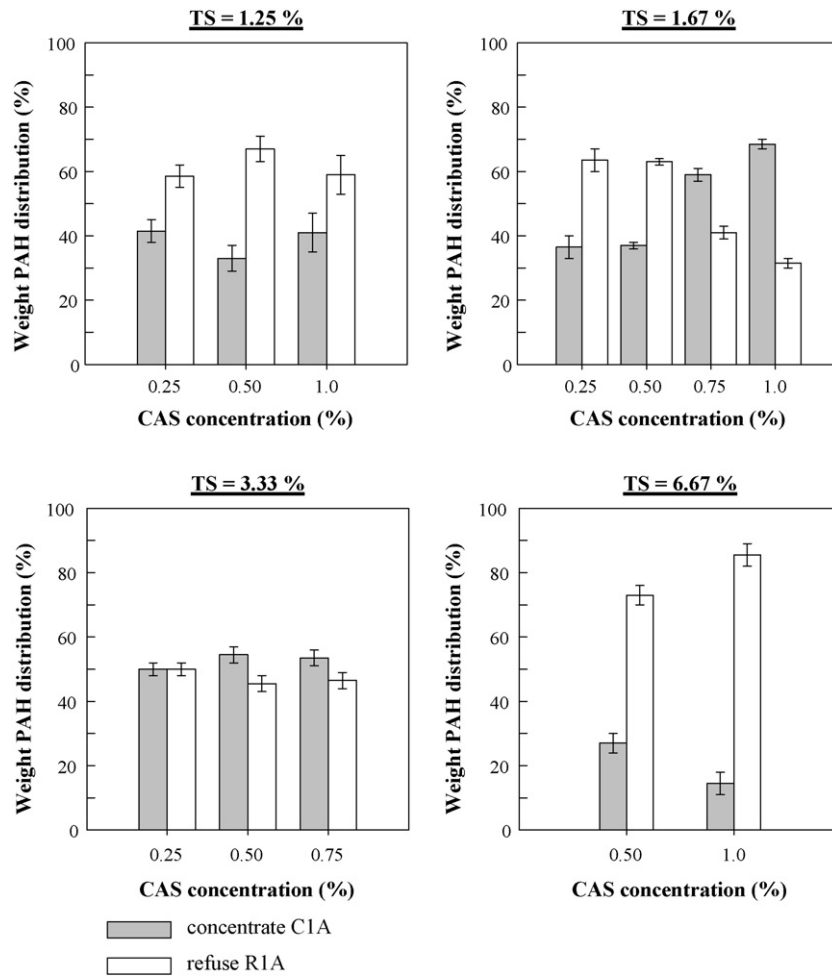 TS = 1.25 %
Weight PAH distribution (%)
100
80
60
40
20
0
0.25 0.50 1.0
CAS concentration (%)
TS = 1.67 %
Weight PAH distribution (%)
100
80
60
40
20
0
0.25 0.50 0.75 1.0
CAS concentration (%)
TS = 3.33 %
Weight PAH distribution (%)
100
80
60
40
20
0
0.25 0.50 0.75
CAS concentration (%)
TS = 6.67 %
Weight PAH distribution (%)
100
80
60
40
20
0
0.50 1.0
CAS concentration (%)
concentrate C1A
refuse R1A